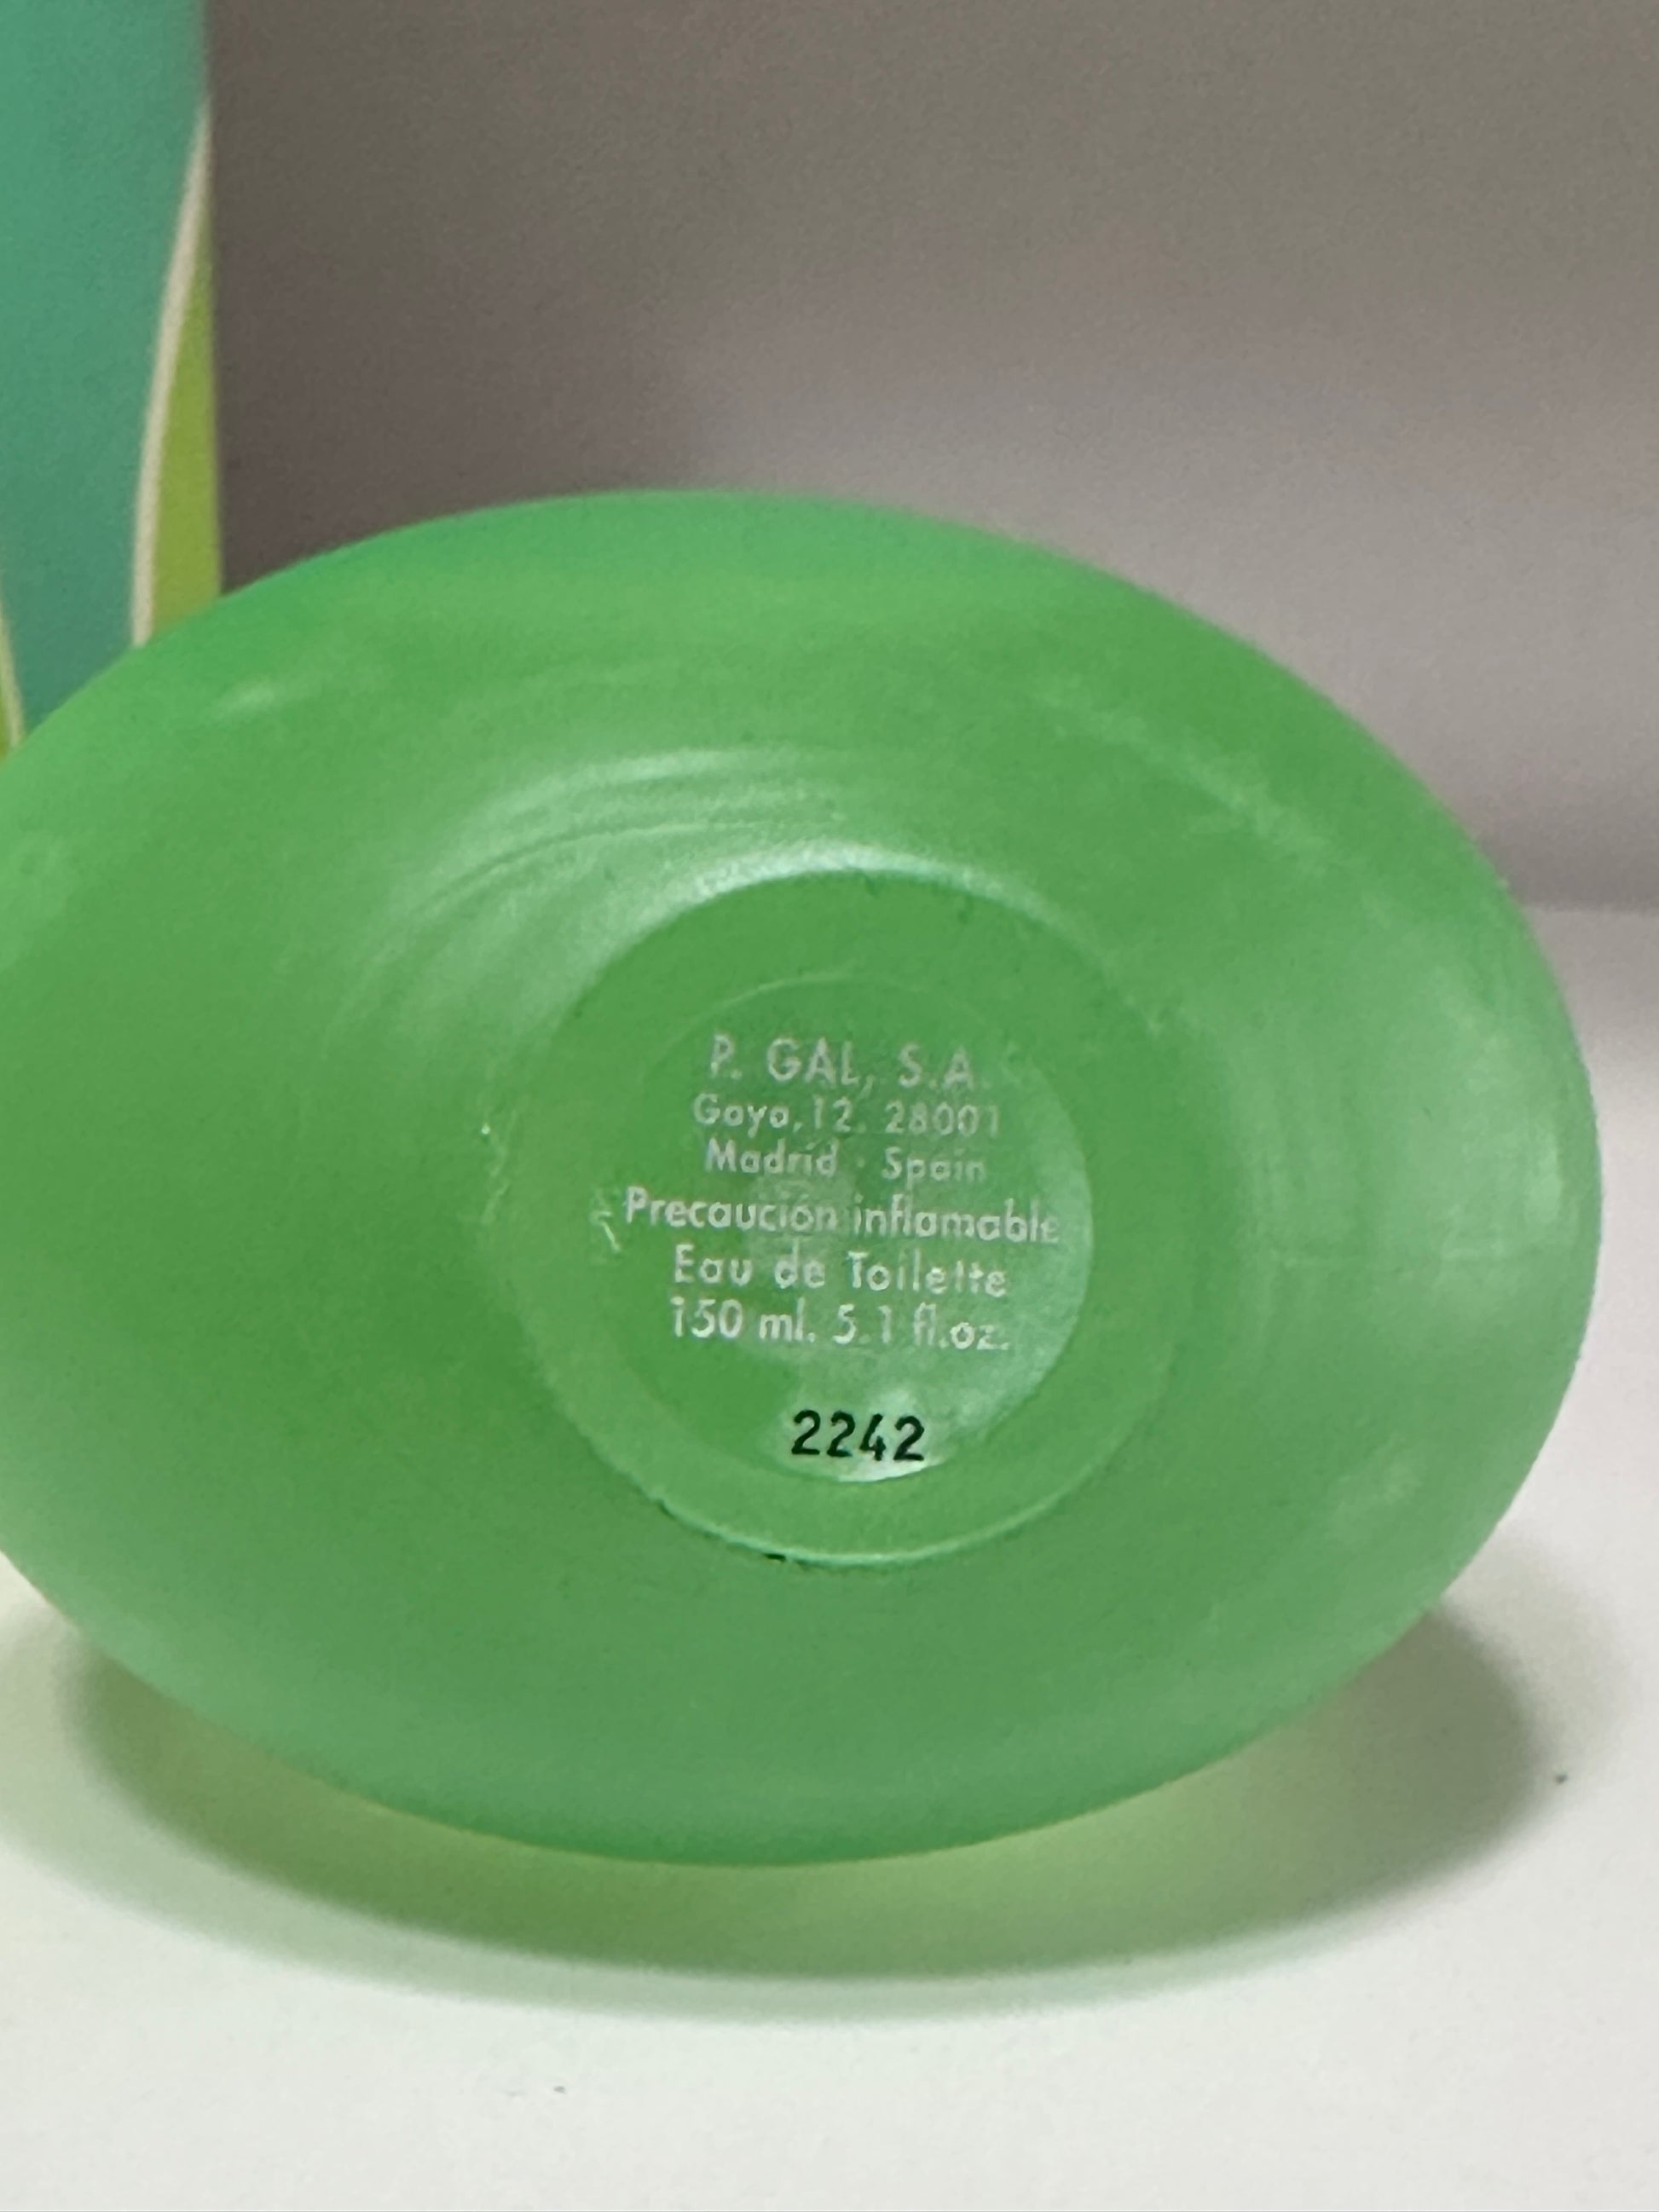 P. GAL, S.A.
Goya, 12. 28001
Madrid - Spain
Precaución inflamable
Eau de Toilette
150 ml. 5.1 fl.oz.
2242